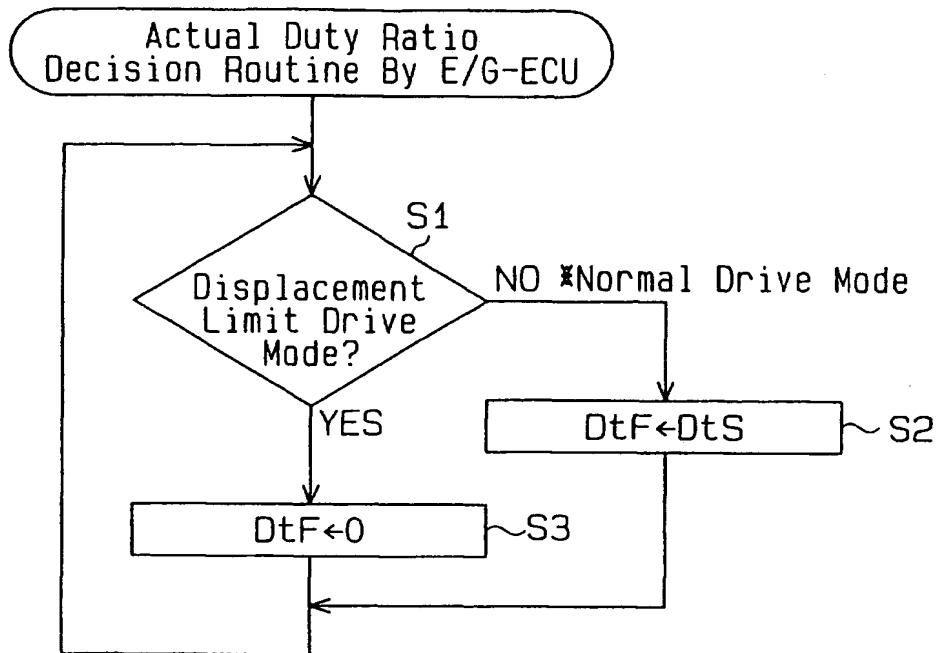 Actual Duty Ratio
Decision Routine By E/G-ECU
S1
Displacement
Limit Drive
Mode?
NO *Normal Drive Mode
YES
DtF←DtS
S2
DtF←0
S3